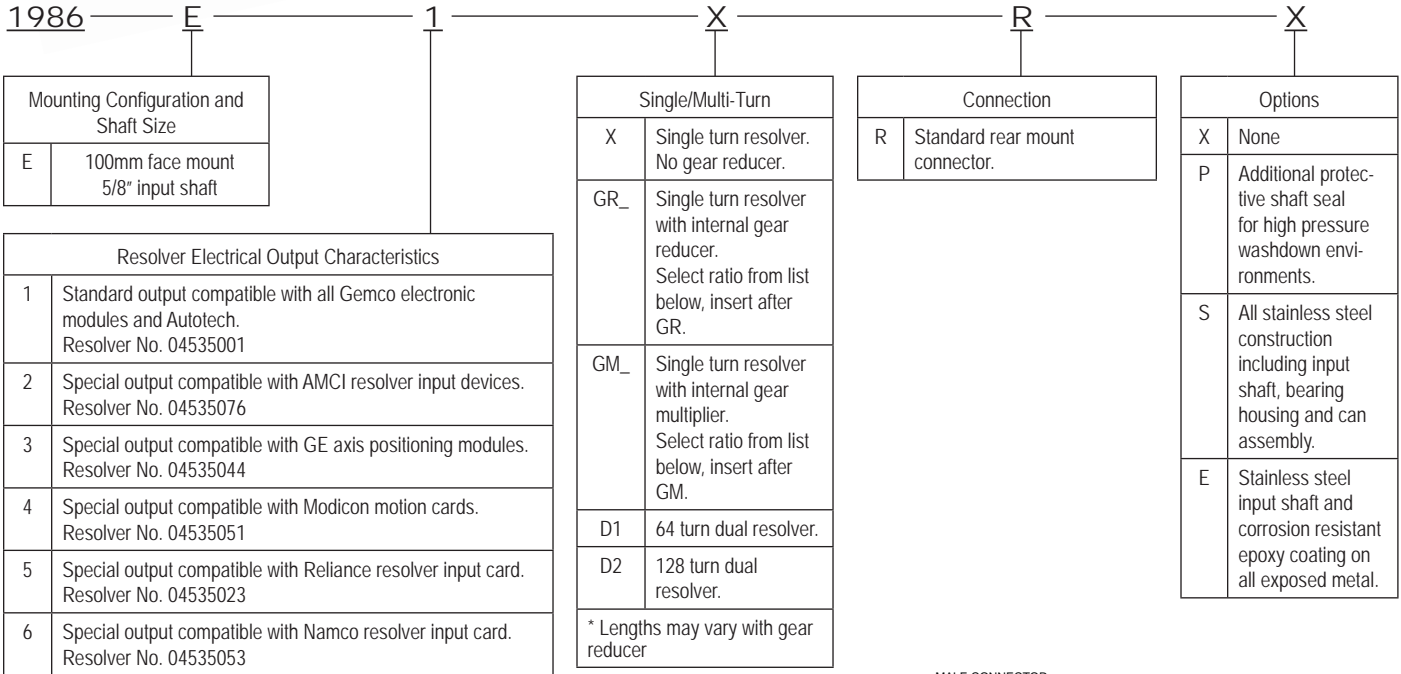 1986 E 1 X R X
Mounting Configuration and
Shaft Size
E 100mm face mount
5/8" input shaft
Resolver Electrical Output Characteristics
1 Standard output compatible with all Gemco electronic
modules and Autotech.
Resolver No. 04535001
2 Special output compatible with AMCI resolver input devices.
Resolver No. 04535076
3 Special output compatible with GE axis positioning modules.
Resolver No. 04535044
4 Special output compatible with Modicon motion cards.
Resolver No. 04535051
5 Special output compatible with Reliance resolver input card.
Resolver No. 04535023
6 Special output compatible with Namco resolver input card.
Resolver No. 04535053
Single/Multi-Turn
X Single turn resolver.
No gear reducer.
GR_ Single turn resolver
with internal gear
reducer.
Select ratio from list
below, insert after
GR.
GM_ Single turn resolver
with internal gear
multiplier.
Select ratio from list
below, insert after
GM.
D1 64 turn dual resolver.
D2 128 turn dual
resolver.
* Lengths may vary with gear
reducer
Connection
R Standard rear mount
connector.
Options
X None
P Additional protec-
tive shaft seal
for high pressure
washdown envi-
ronments.
S All stainless steel
construction
including input
shaft, bearing
housing and can
assembly.
E Stainless steel
input shaft and
corrosion resistant
epoxy coating on
all exposed metal.
MALE CONNECTOR